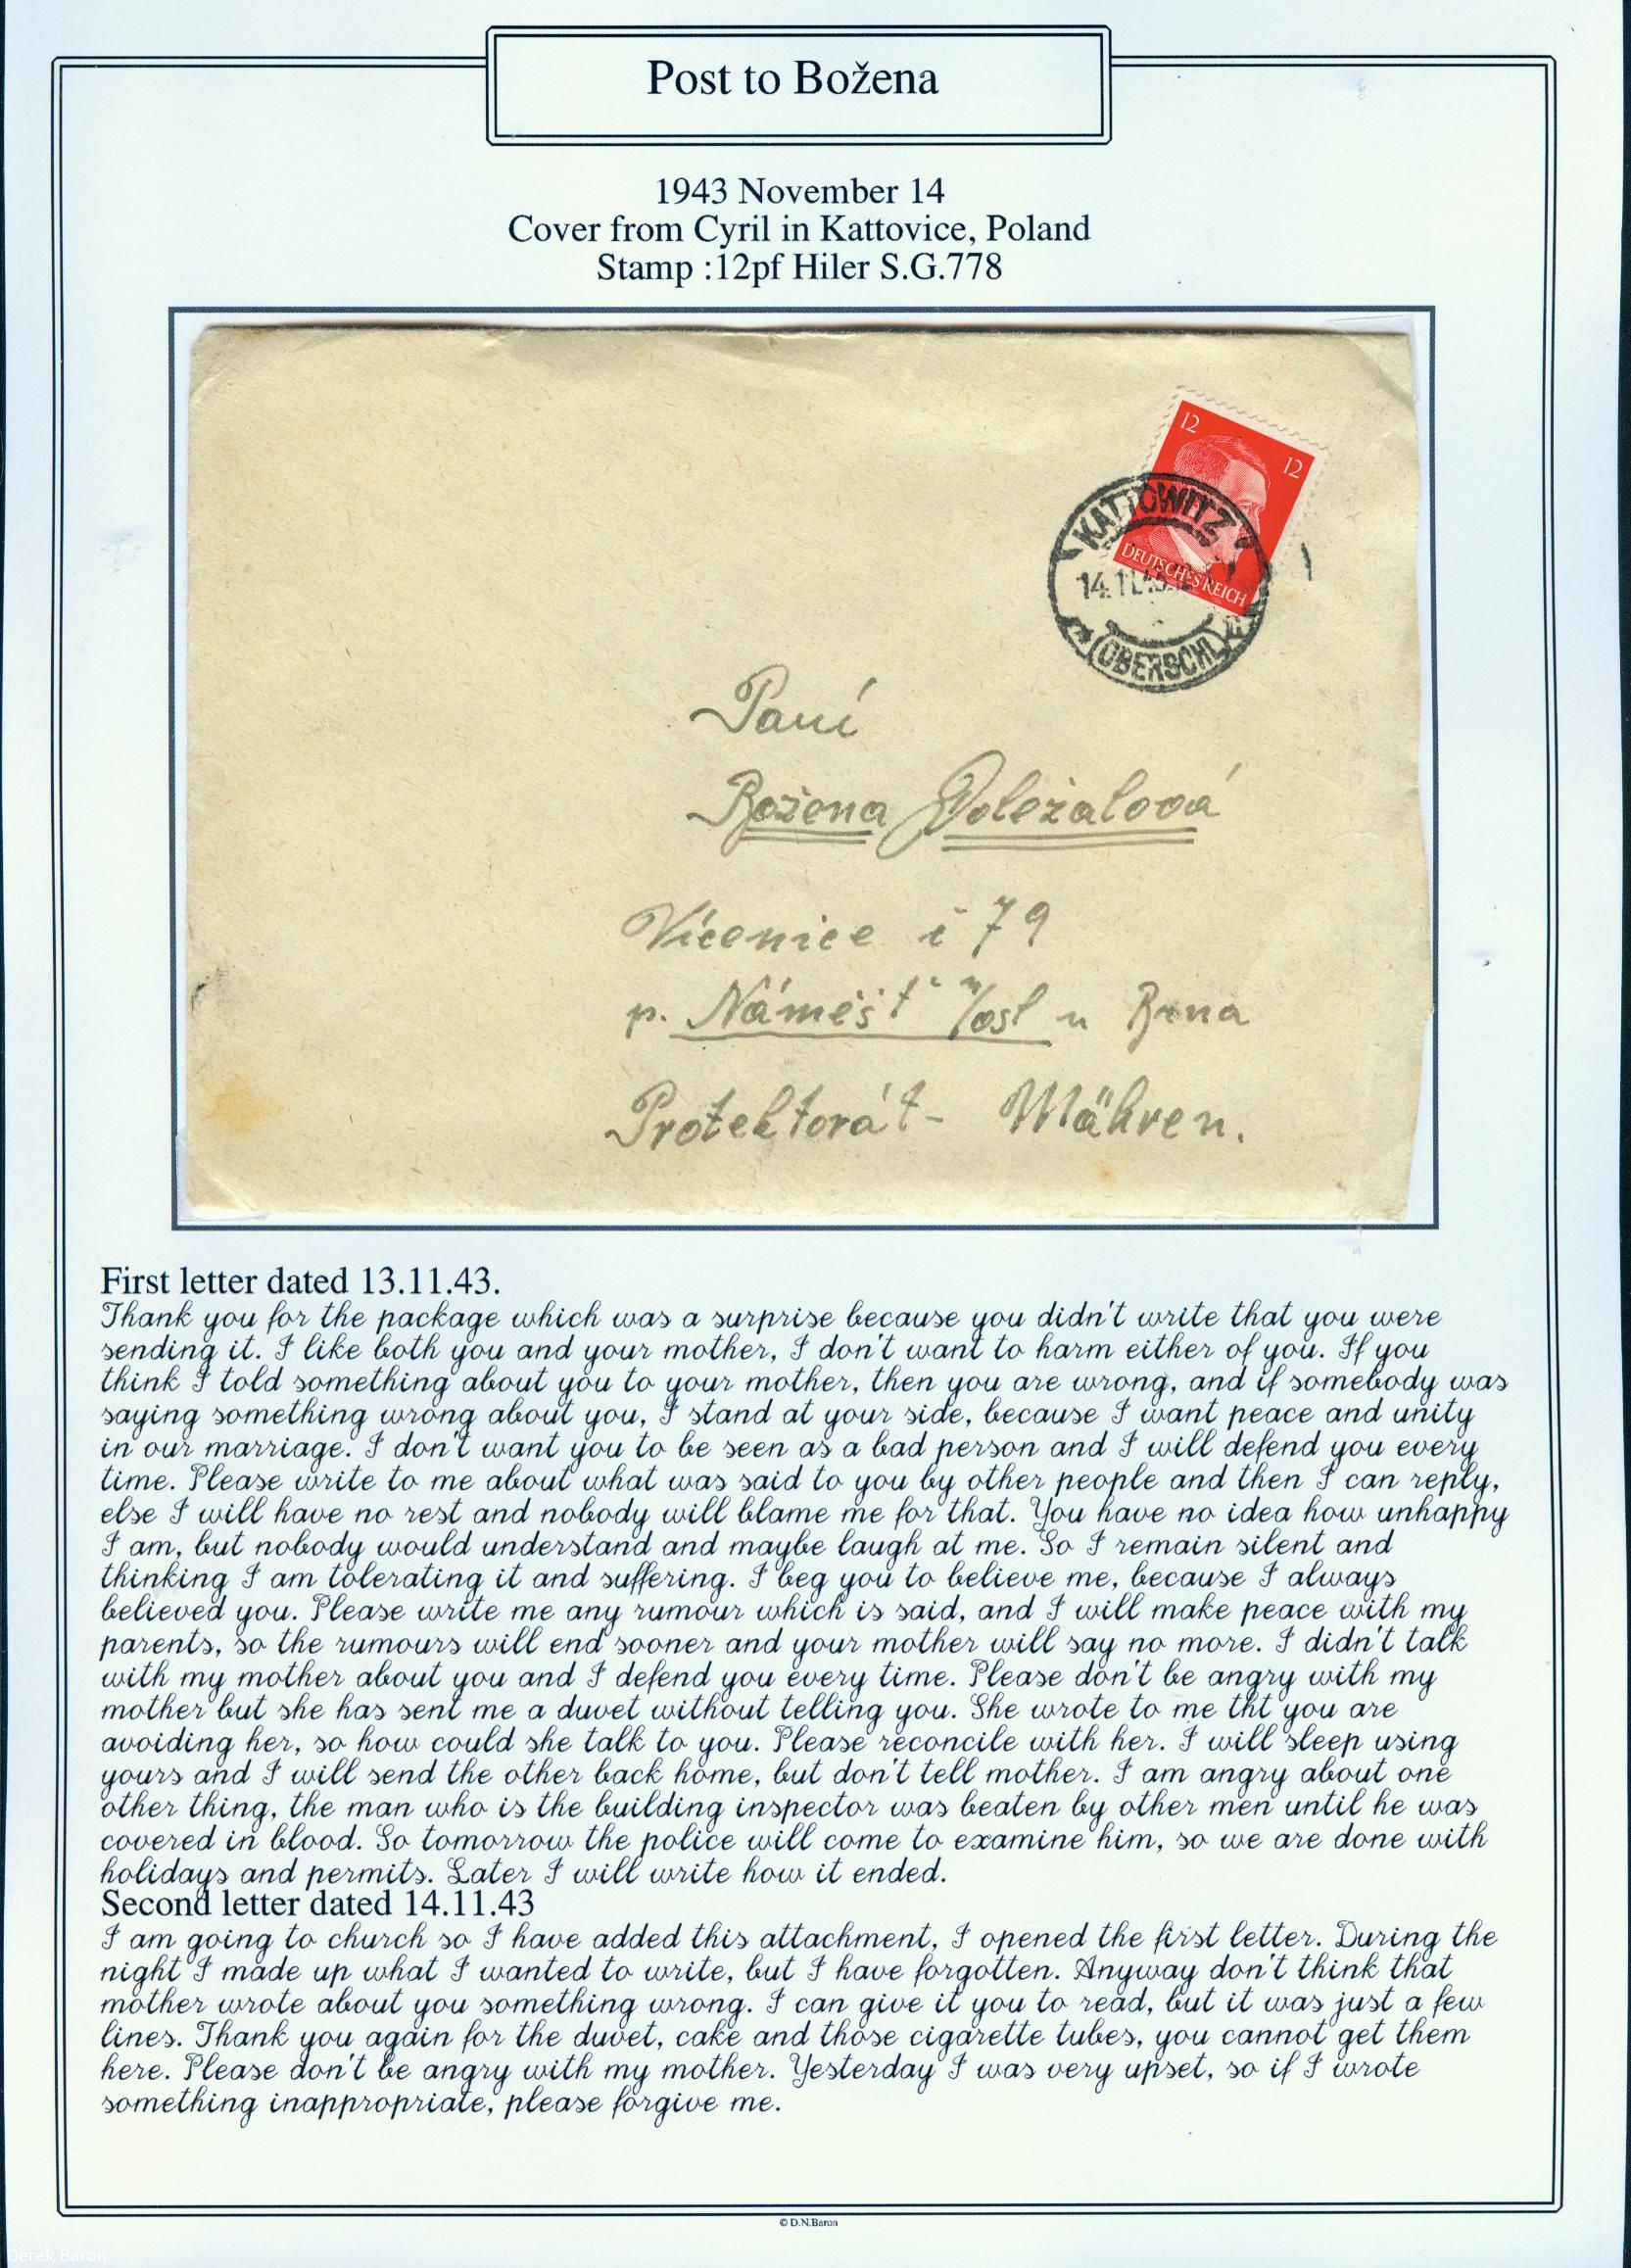 Post to Božena
1943 November 14
Cover from Cyril in Kattovice, Poland
Stamp :12pf Hiler S.G.778
12
12
DEUTSCHES REICH
KATTOWITZ
14.11.43
(OBERSCHL)
Paní
Božena Doležalová
Vícenice č 79
p. Náměšť n/osl u Brna
Protektorát - Mähren.
First letter dated 13.11.43.
Thank you for the package which was a surprise because you didn't write that you were
sending it. I like both you and your mother, I don't want to harm either of you. If you
think I told something about you to your mother, then you are wrong, and if somebody was
saying something wrong about you, I stand at your side, because I want peace and unity
in our marriage. I don't want you to be seen as a bad person and I will defend you every
time. Please write to me about what was said to you by other people and then I can reply,
else I will have no rest and nobody will blame me for that. You have no idea how unhappy
I am, but nobody would understand and maybe laugh at me. So I remain silent and
thinking I am tolerating it and suffering. I beg you to believe me, because I always
believed you. Please write me any rumour which is said, and I will make peace with my
parents, so the rumours will end sooner and your mother will say no more. I didn't talk
with my mother about you and I defend you every time. Please don't be angry with my
mother but she has sent me a duvet without telling you. She wrote to me tht you are
avoiding her, so how could she talk to you. Please reconcile with her. I will sleep using
yours and I will send the other back home, but don't tell mother. I am angry about one
other thing, the man who is the building inspector was beaten by other men until he was
covered in blood. So tomorrow the police will come to examine him, so we are done with
holidays and permits. Later I will write how it ended.
Second letter dated 14.11.43
I am going to church so I have added this attachment, I opened the first letter. During the
night I made up what I wanted to write, but I have forgotten. Anyway don't think that
mother wrote about you something wrong. I can give it you to read, but it was just a few
lines. Thank you again for the duvet, cake and those cigarette tubes, you cannot get them
here. Please don't be angry with my mother. Yesterday I was very upset, so if I wrote
something inappropriate, please forgive me.
© D.N.Baron
Derek Baron